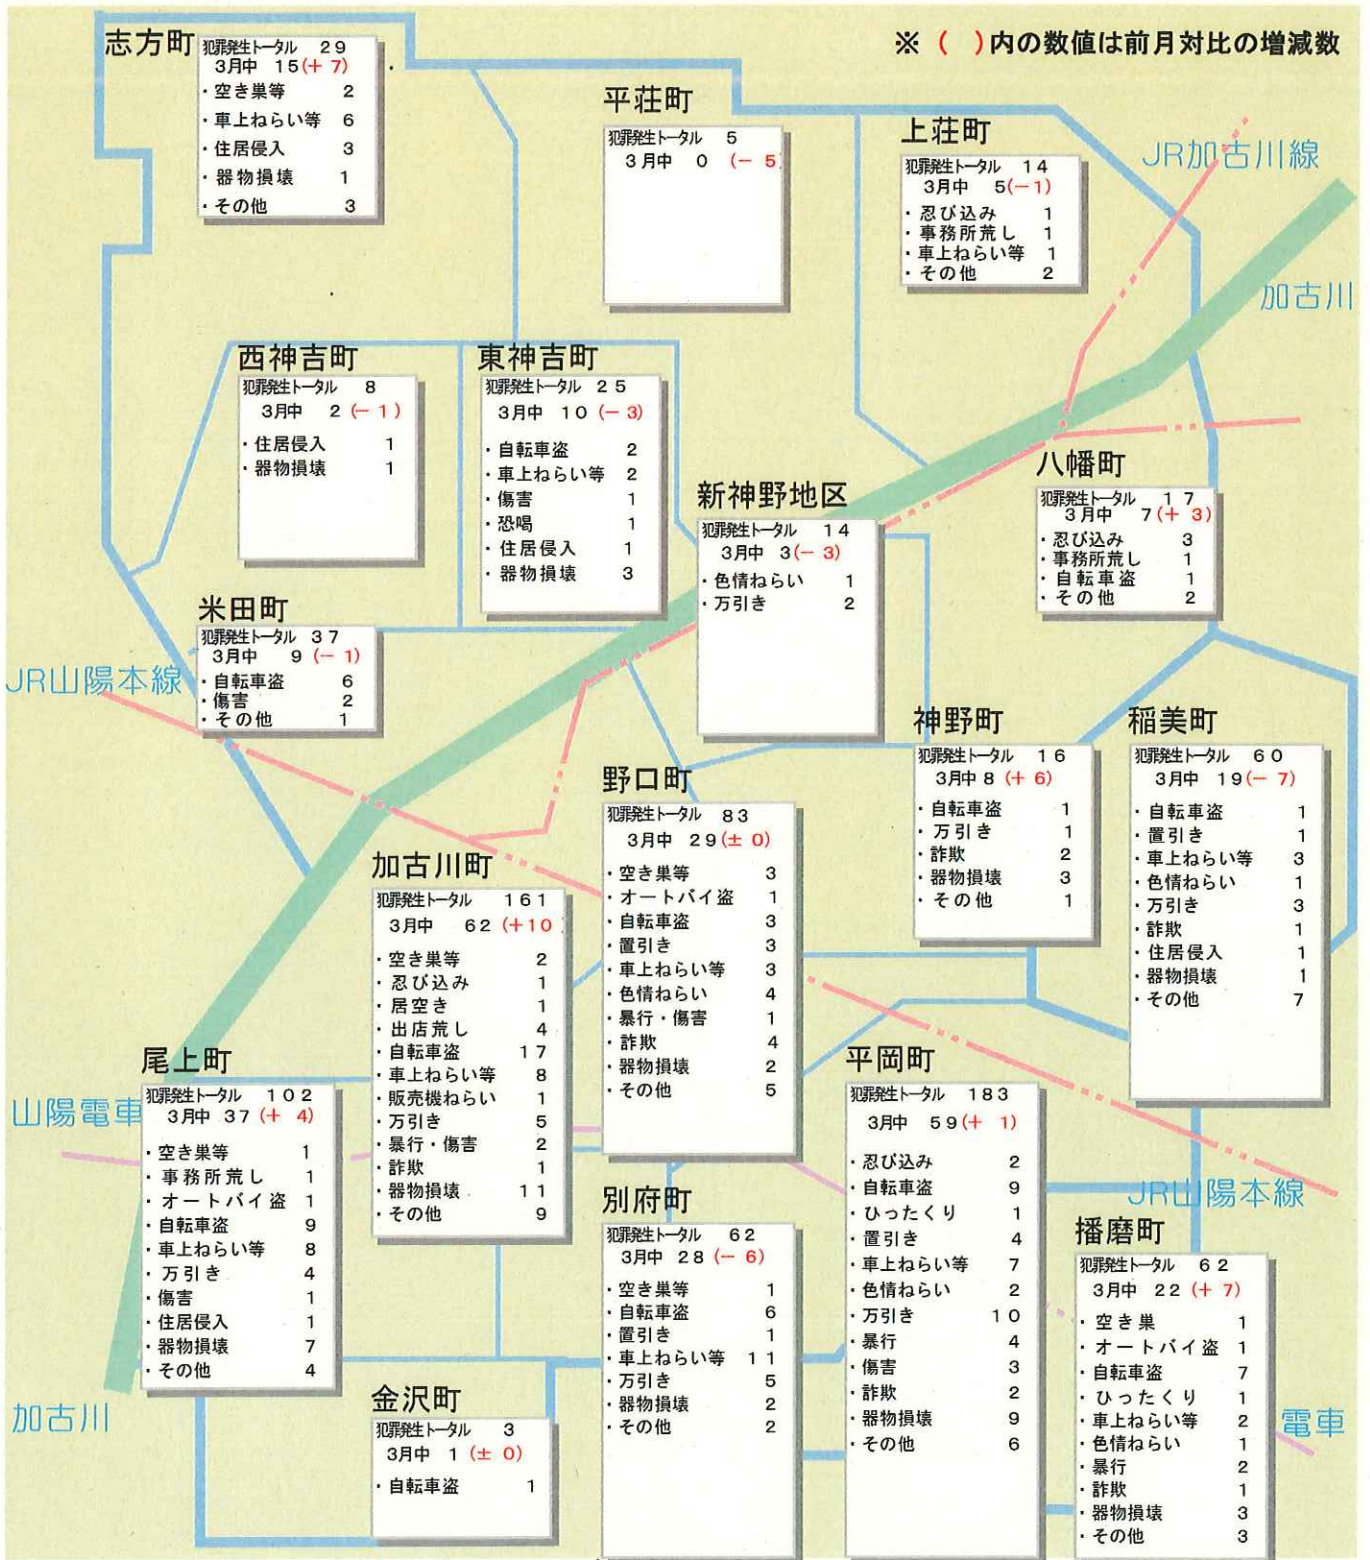 ※ ( )内の数値は前月対比の増減数
志方町
犯罪発生トータル 29
3月中 15(+ 7)
・空き巣等 2
・車上ねらい等 6
・住居侵入 3
・器物損壊 1
・その他 3
平荘町
犯罪発生トータル 5
3月中 0 (- 5
上荘町
犯罪発生トータル 14
3月中 5(-1)
・忍び込み 1
・事務所荒し 1
・車上ねらい等 1
・その他 2
JR加古川線
加古川
西神吉町
犯罪発生トータル 8
3月中 2 (- 1 )
・住居侵入 1
・器物損壊 1
東神吉町
犯罪発生トータル 25
3月中 10 (- 3)
・自転車盗 2
・車上ねらい等 2
・傷害 1
・恐喝 1
・住居侵入 1
・器物損壊 3
新神野地区
犯罪発生トータル 14
3月中 3(- 3)
・色情ねらい 1
・万引き 2
八幡町
犯罪発生トータル 17
3月中 7(+ 3)
・忍び込み 3
・事務所荒し 1
・自転車盗 1
・その他 2
米田町
犯罪発生トータル 37
3月中 9 (- 1)
・自転車盗 6
・傷害 2
・その他 1
JR山陽本線
神野町
犯罪発生トータル 16
3月中 8 (+ 6)
・自転車盗 1
・万引き 1
・詐欺 2
・器物損壊 3
・その他 1
稲美町
犯罪発生トータル 60
3月中 19(- 7)
・自転車盗 1
・置引き 1
・車上ねらい等 3
・色情ねらい 1
・万引き 3
・詐欺 1
・住居侵入 1
・器物損壊 1
・その他 7
野口町
犯罪発生トータル 83
3月中 29(± 0)
・空き巣等 3
・オートバイ盗 1
・自転車盗 3
・置引き 3
・車上ねらい等 3
・色情ねらい 4
・暴行・傷害 1
・詐欺 4
・器物損壊 2
・その他 5
加古川町
犯罪発生トータル 161
3月中 62 (+10
・空き巣等 2
・忍び込み 1
・居空き 1
・出店荒し 4
・自転車盗 17
・車上ねらい等 8
・販売機ねらい 1
・万引き 5
・暴行・傷害 2
・詐欺 1
・器物損壊 11
・その他 9
尾上町
犯罪発生トータル 102
3月中 37 (+ 4)
・空き巣等 1
・事務所荒し 1
・オートバイ盗 1
・自転車盗 9
・車上ねらい等 8
・万引き 4
・傷害 1
・住居侵入 1
・器物損壊 7
・その他 4
山陽電車
加古川
平岡町
犯罪発生トータル 183
3月中 59(+ 1)
・忍び込み 2
・自転車盗 9
・ひったくり 1
・置引き 4
・車上ねらい等 7
・色情ねらい 2
・万引き 10
・暴行 4
・傷害 3
・詐欺 2
・器物損壊 9
・その他 6
別府町
犯罪発生トータル 62
3月中 28 (- 6)
・空き巣等 1
・自転車盗 6
・置引き 1
・車上ねらい等 11
・万引き 5
・器物損壊 2
・その他 2
JR山陽本線
播磨町
犯罪発生トータル 62
3月中 22 (+ 7)
・空き巣 1
・オートバイ盗 1
・自転車盗 7
・ひったくり 1
・車上ねらい等 2
・色情ねらい 1
・暴行 2
・詐欺 1
・器物損壊 3
・その他 3
電車
金沢町
犯罪発生トータル 3
3月中 1 (± 0)
・自転車盗 1